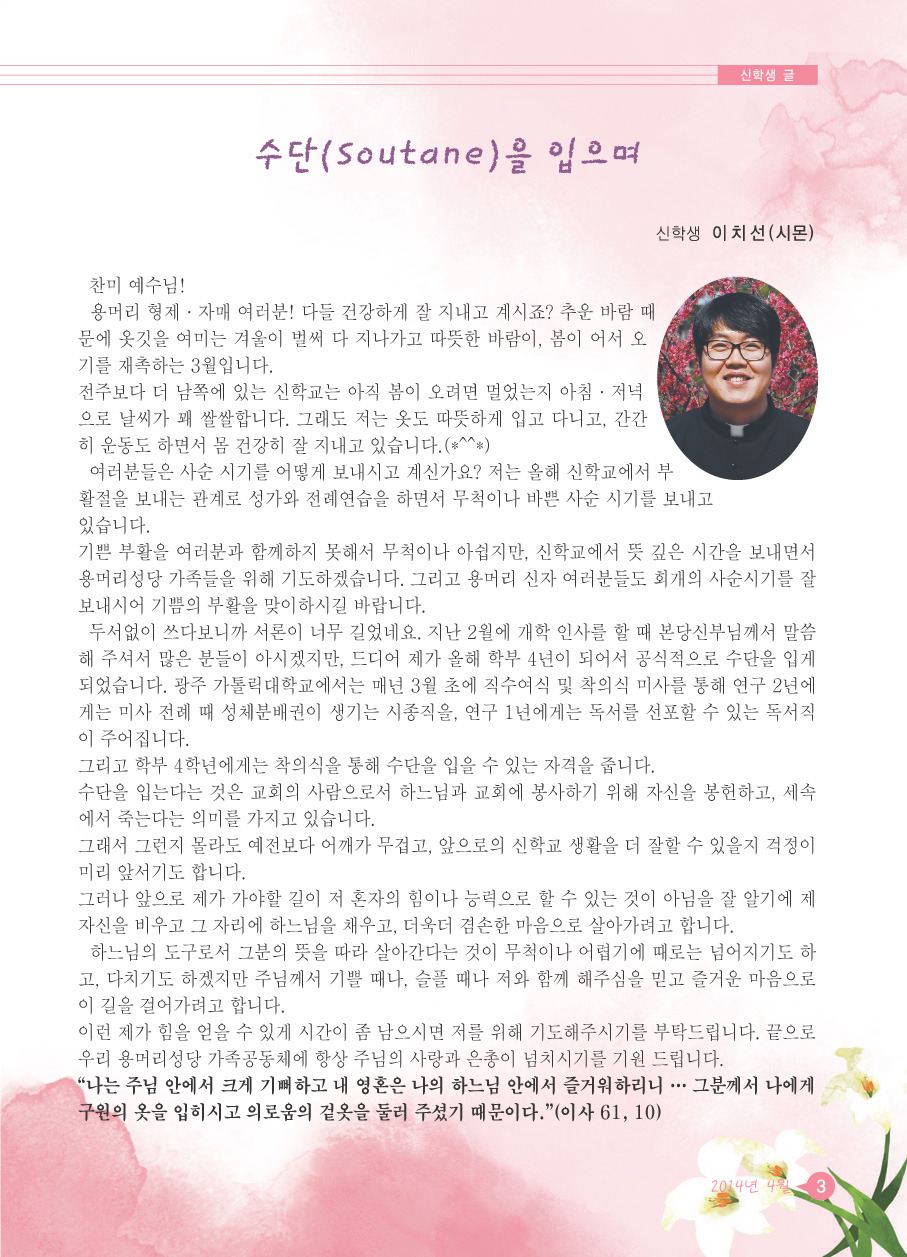 신학생 글
수단(Soutane)을 입으며
신학생 이치선(시몬)
찬미 예수님!
용머리 형제 · 자매 여러분! 다들 건강하게 잘 지내고 계시죠? 추운 바람 때
문에 옷깃을 여미는 겨울이 벌써 다 지나가고 따뜻한 바람이, 봄이 어서 오
기를 재촉하는 3월입니다.
전주보다 더 남쪽에 있는 신학교는 아직 봄이 오려면 멀었는지 아침 · 저녁
으로 날씨가 꽤 쌀쌀합니다. 그래도 저는 옷도 따뜻하게 입고 다니고, 간간
히 운동도 하면서 몸 건강히 잘 지내고 있습니다.(*^^*)
여러분들은 사순 시기를 어떻게 보내시고 계신가요? 저는 올해 신학교에서 부
활절을 보내는 관계로 성가와 전례연습을 하면서 무척이나 바쁜 사순 시기를 보내고
있습니다.
기쁜 부활을 여러분과 함께하지 못해서 무척이나 아쉽지만, 신학교에서 뜻 깊은 시간을 보내면서
용머리성당 가족들을 위해 기도하겠습니다. 그리고 용머리 신자 여러분들도 회개의 사순시기를 잘
보내시어 기쁨의 부활을 맞이하시길 바랍니다.
두서없이 쓰다보니까 서론이 너무 길었네요. 지난 2월에 개학 인사를 할 때 본당신부님께서 말씀
해 주셔서 많은 분들이 아시겠지만, 드디어 제가 올해 학부 4년이 되어서 공식적으로 수단을 입게
되었습니다. 광주 가톨릭대학교에서는 매년 3월 초에 직수여식 및 착의식 미사를 통해 연구 2년에
게는 미사 전례 때 성체분배권이 생기는 시종직을, 연구 1년에게는 독서를 선포할 수 있는 독서직
이 주어집니다.
그리고 학부 4학년에게는 착의식을 통해 수단을 입을 수 있는 자격을 줍니다.
수단을 입는다는 것은 교회의 사람으로서 하느님과 교회에 봉사하기 위해 자신을 봉헌하고, 세속
에서 죽는다는 의미를 가지고 있습니다.
그래서 그런지 몰라도 예전보다 어깨가 무겁고, 앞으로의 신학교 생활을 더 잘할 수 있을지 걱정이
미리 앞서기도 합니다.
그러나 앞으로 제가 가야할 길이 저 혼자의 힘이나 능력으로 할 수 있는 것이 아님을 잘 알기에 제
자신을 비우고 그 자리에 하느님을 채우고, 더욱더 겸손한 마음으로 살아가려고 합니다.
하느님의 도구로서 그분의 뜻을 따라 살아간다는 것이 무척이나 어렵기에 때로는 넘어지기도 하
고, 다치기도 하겠지만 주님께서 기쁠 때나, 슬플 때나 저와 함께 해주심을 믿고 즐거운 마음으로
이 길을 걸어가려고 합니다.
이런 제가 힘을 얻을 수 있게 시간이 좀 남으시면 저를 위해 기도해주시기를 부탁드립니다. 끝으로
우리 용머리성당 가족공동체에 항상 주님의 사랑과 은총이 넘치시기를 기원 드립니다.
“나는 주님 안에서 크게 기뻐하고 내 영혼은 나의 하느님 안에서 즐거워하리니 … 그분께서 나에게
구원의 옷을 입히시고 의로움의 겉옷을 둘러 주셨기 때문이다.”(이사 61, 10)
2014년 4월 3